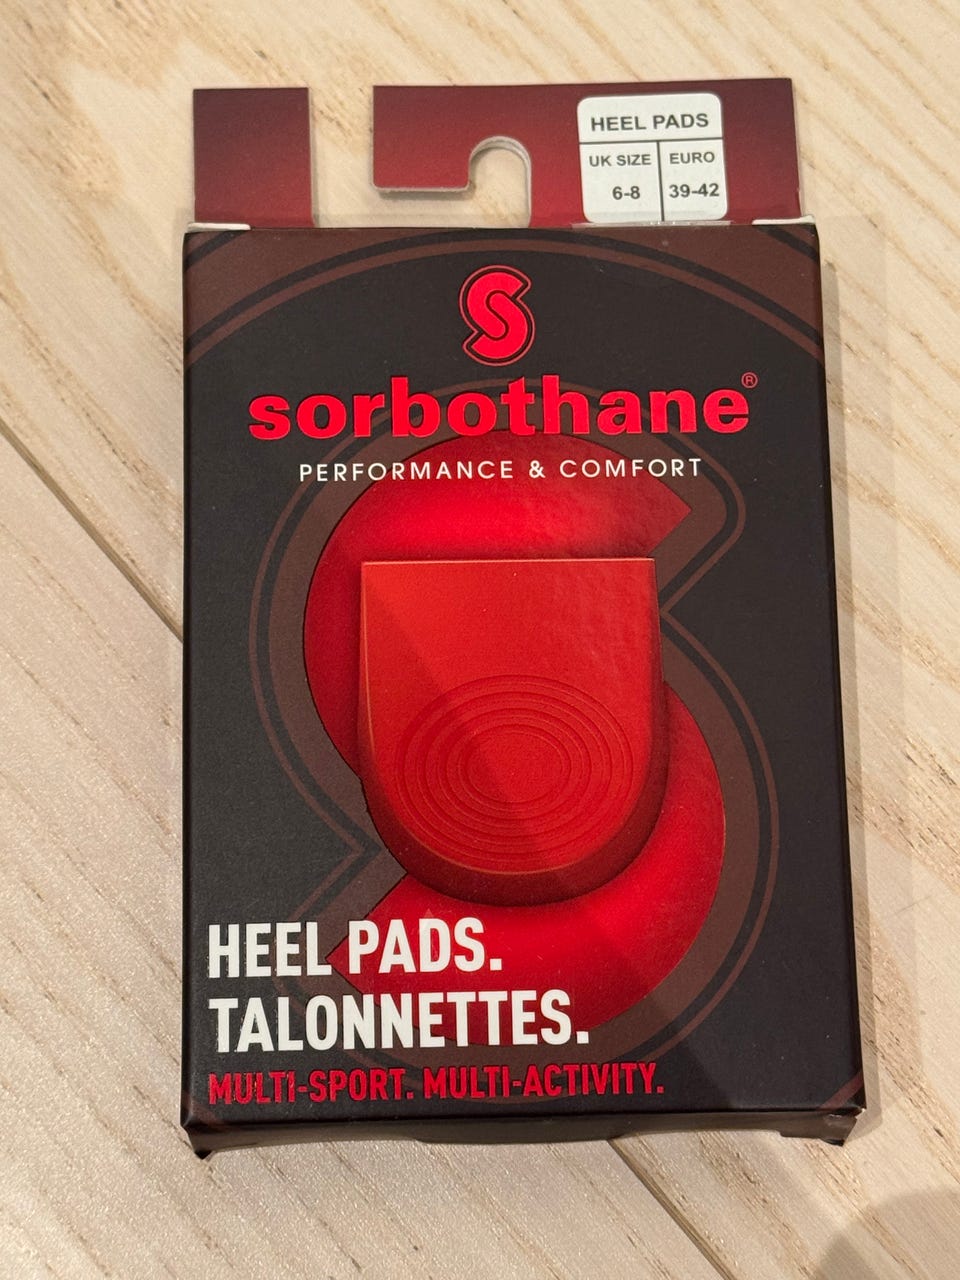 HEEL PADS
UK SIZE EURO
6-8 39-42
S
sorbothane®
PERFORMANCE & COMFORT
HEEL PADS.
TALONNETTES.
MULTI-SPORT. MULTI-ACTIVITY.